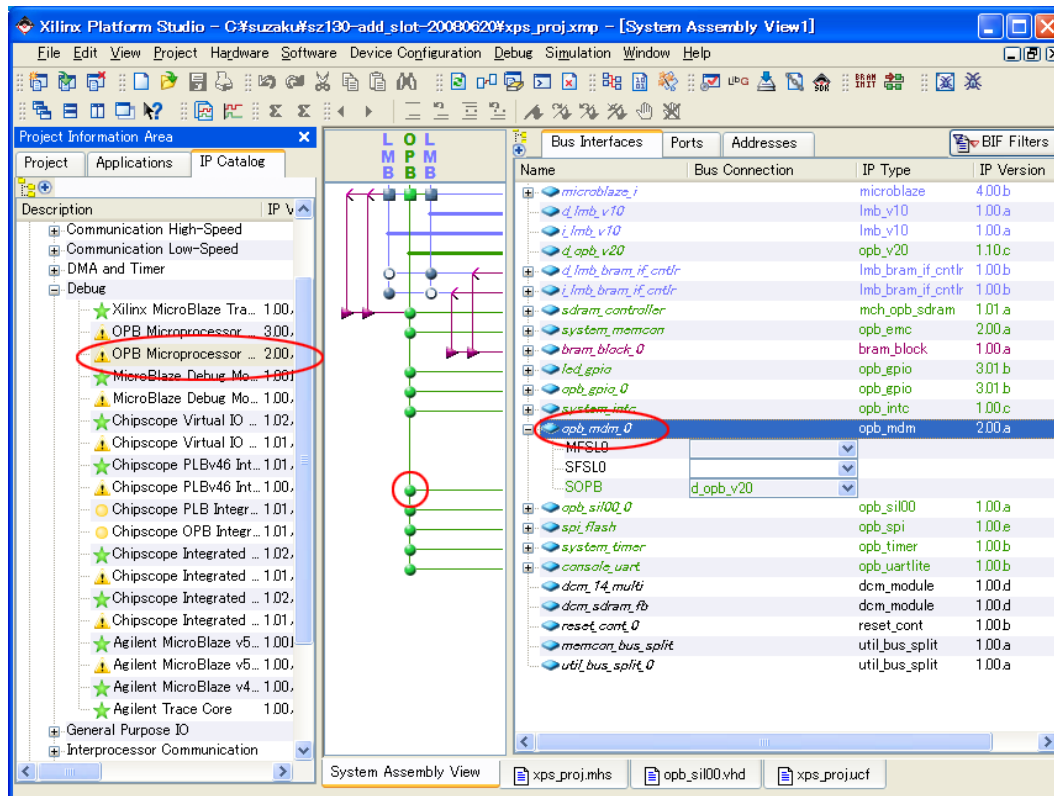 Xilinx Platform Studio - C:¥suzaku¥sz130-add_slot-20080620¥xps_proj.xmp - [System Assembly View1]
File Edit View Project Hardware Software Device Configuration Debug Simulation Window Help
Project Information Area
Project Applications IP Catalog
Description IP V
Communication High-Speed
Communication Low-Speed
DMA and Timer
Debug
Xilinx MicroBlaze Tra... 1.00.
OPB Microprocessor ... 3.00.
OPB Microprocessor ... 2.00.
MicroBlaze Debug Mo... 1.00.
MicroBlaze Debug Mo... 1.00.
Chipscope Virtual IO ... 1.02.
Chipscope Virtual IO ... 1.01.
Chipscope PLBv46 Int... 1.01.
Chipscope PLBv46 Int... 1.00.
Chipscope PLB Integr... 1.01.
Chipscope OPB Integr... 1.01.
Chipscope Integrated ... 1.02.
Chipscope Integrated ... 1.01.
Chipscope Integrated ... 1.02.
Chipscope Integrated ... 1.01.
Agilent MicroBlaze v5... 1.00.
Agilent MicroBlaze v5... 1.00.
Agilent MicroBlaze v4... 1.00.
Agilent Trace Core 1.00.
General Purpose IO
Interprocessor Communication
LMB OPB LMB
Bus Interfaces Ports Addresses BIF Filters
Name Bus Connection IP Type IP Version
microblaze_i microblaze 4.00.b
d_lmb_v10 lmb_v10 1.00.a
i_lmb_v10 lmb_v10 1.00.a
d_opb_v20 opb_v20 1.10.c
d_lmb_bram_if_cntlr lmb_bram_if_cntlr 1.00.b
i_lmb_bram_if_cntlr lmb_bram_if_cntlr 1.00.b
sdram_controller mch_opb_sdram 1.01.a
system_memcon opb_emc 2.00.a
bram_block_0 bram_block 1.00.a
led_gpio opb_gpio 3.01.b
opb_gpio_0 opb_gpio 3.01.b
system_intc opb_intc 1.00.c
opb_mdm_0 opb_mdm 2.00.a
MFSL0
SFSL0
SOPB d_opb_v20
opb_sil00_0 opb_sil00 1.00.a
spi_flash opb_spi 1.00.e
system_timer opb_timer 1.00.b
console_uart opb_uartlite 1.00.b
dcm_14_multi dcm_module 1.00.d
dcm_sdram_fb dcm_module 1.00.d
reset_cont_0 reset_cont 1.00.b
memcon_bus_split util_bus_split 1.00.a
util_bus_split_0 util_bus_split 1.00.a
System Assembly View xps_proj.mhs opb_sil00.vhd xps_proj.ucf